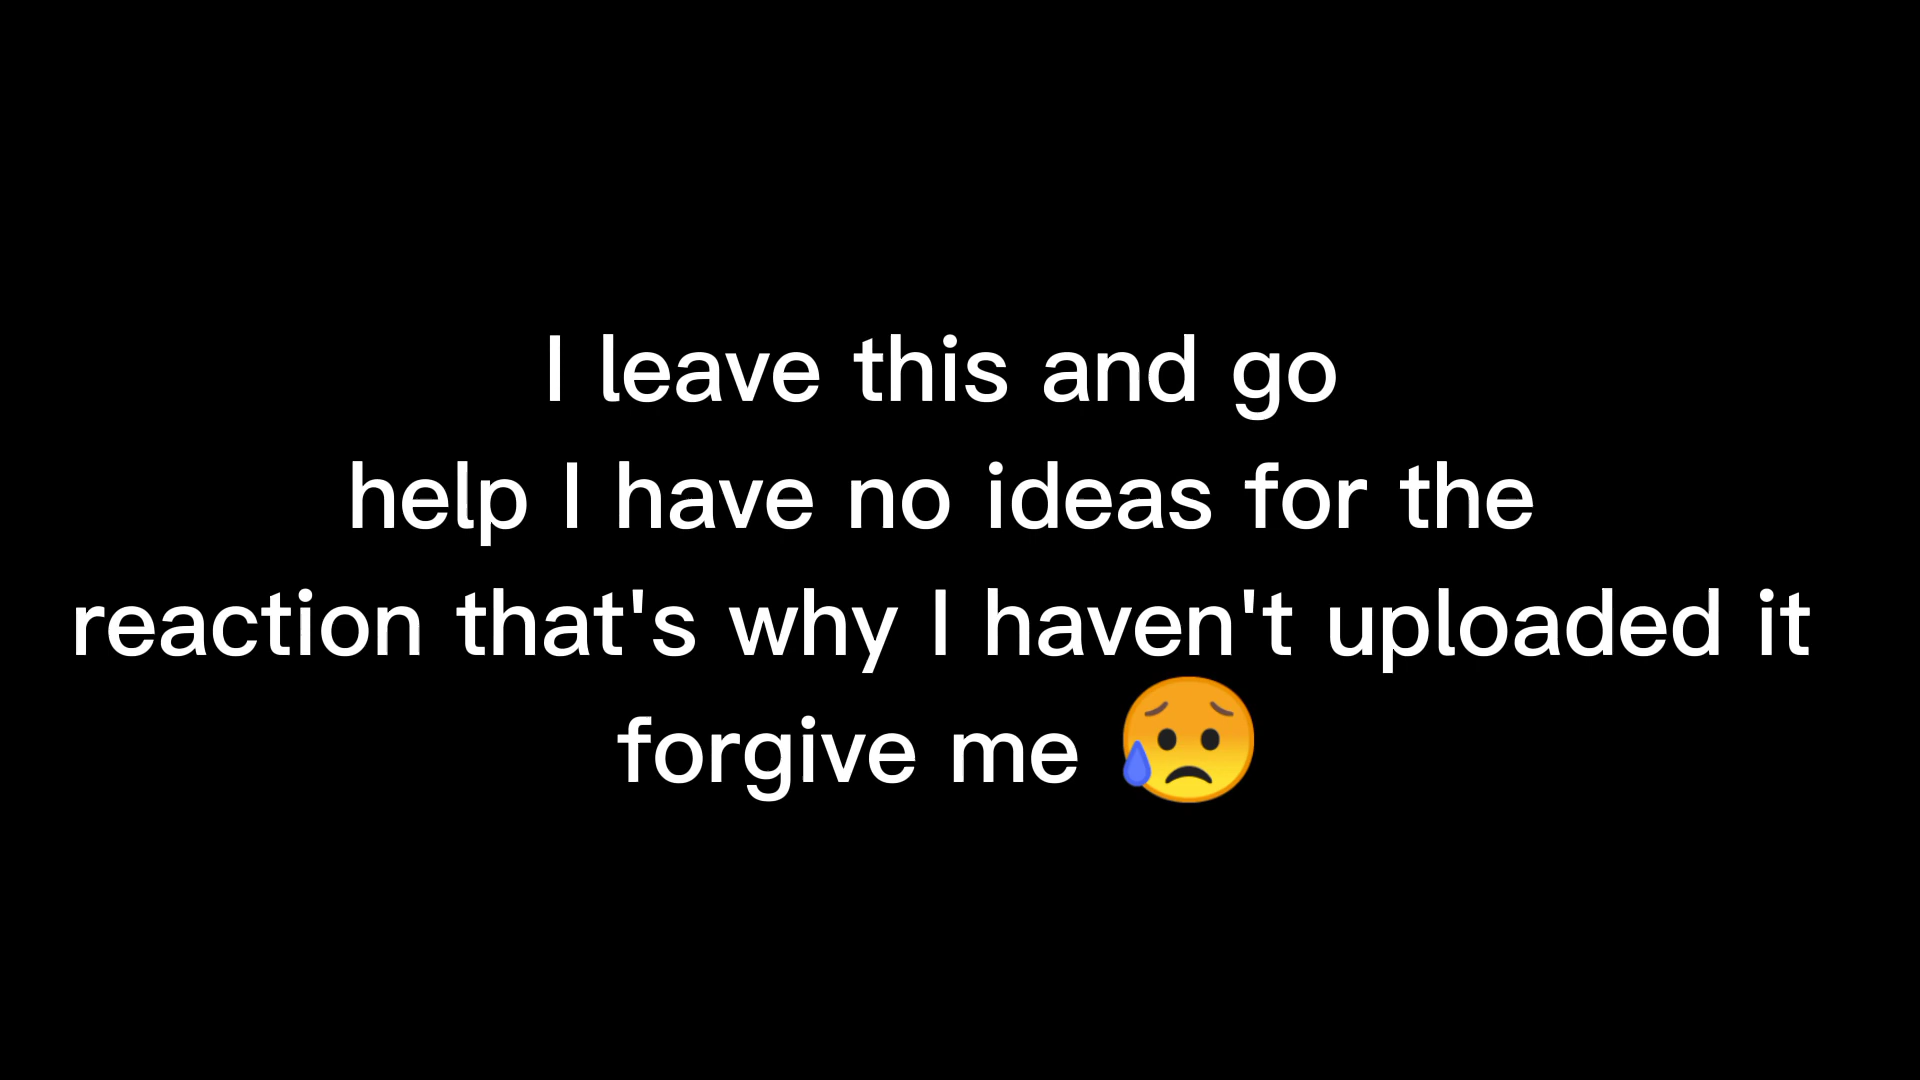 I leave this and go
help I have no ideas for the
reaction that's why I haven't uploaded it
forgive me 😥